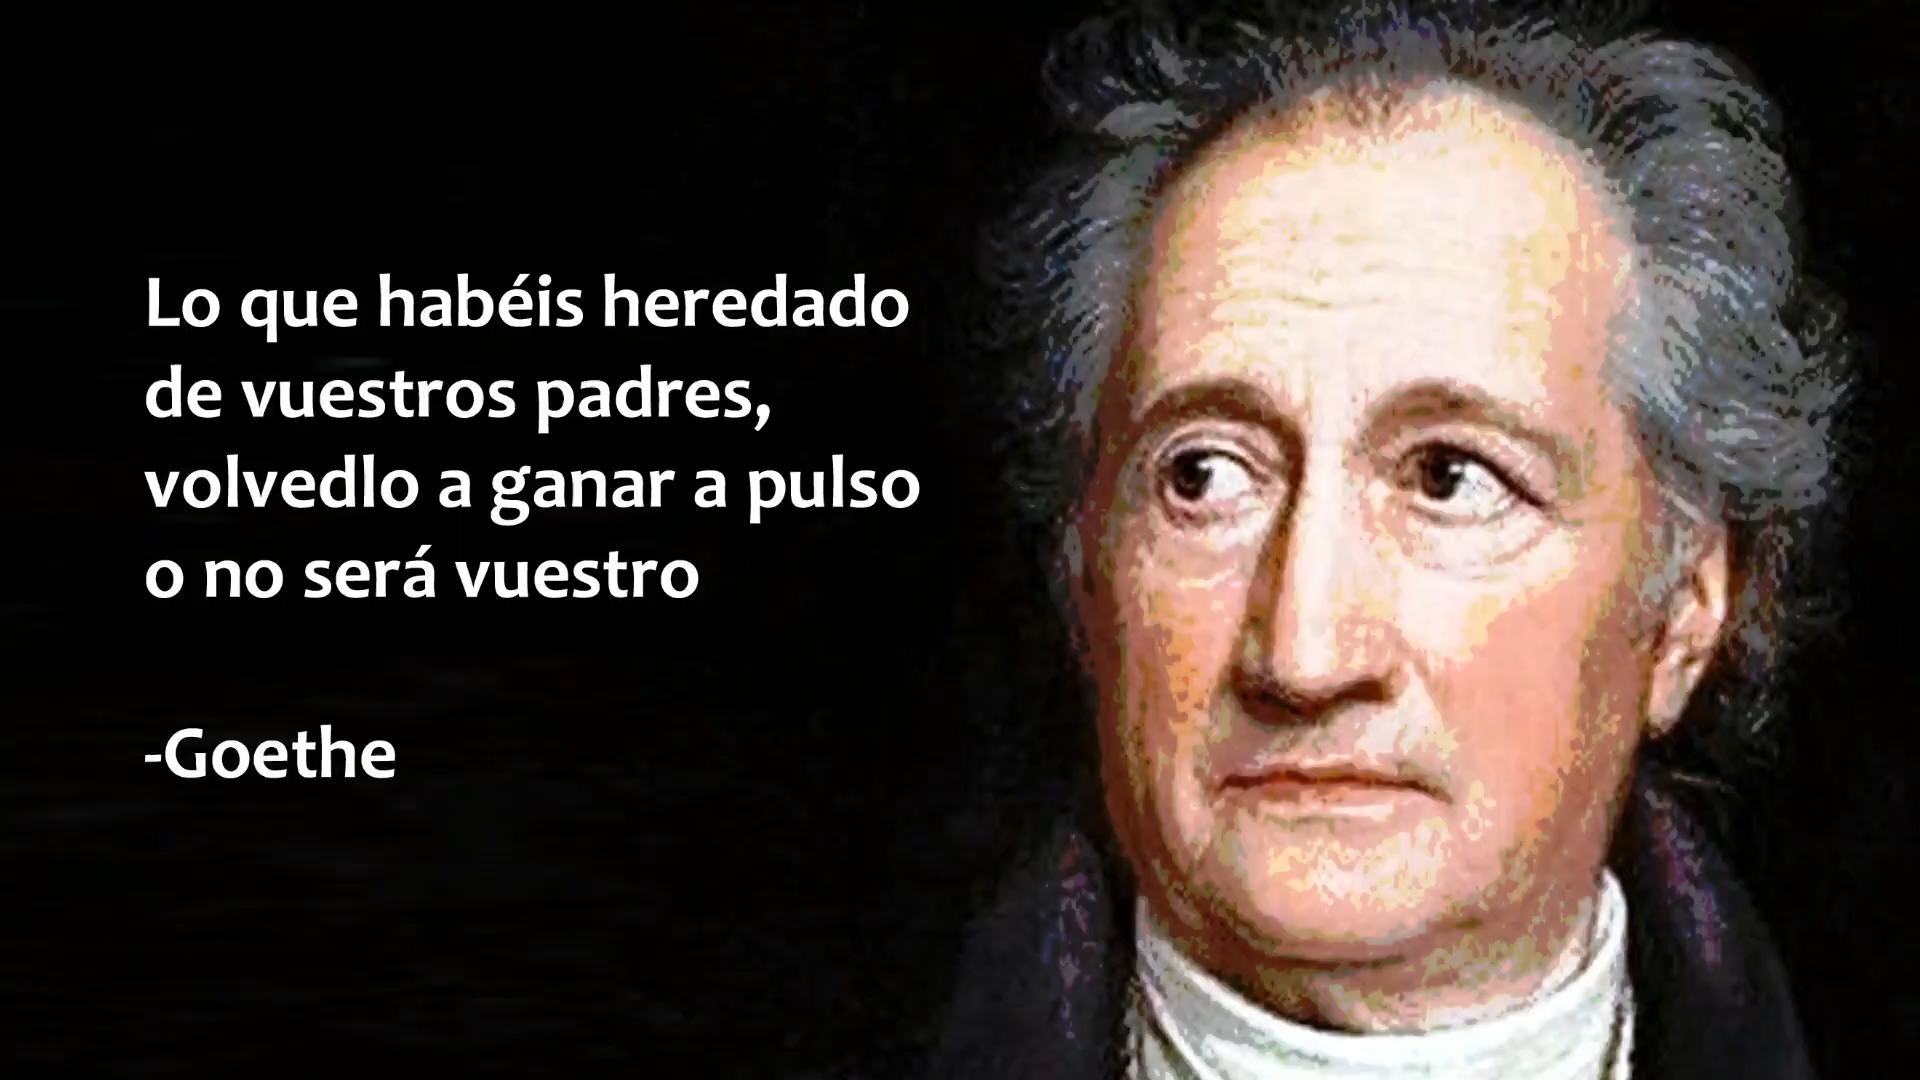 Lo que habéis heredado
de vuestros padres,
volvedlo a ganar a pulso
o no será vuestro
-Goethe